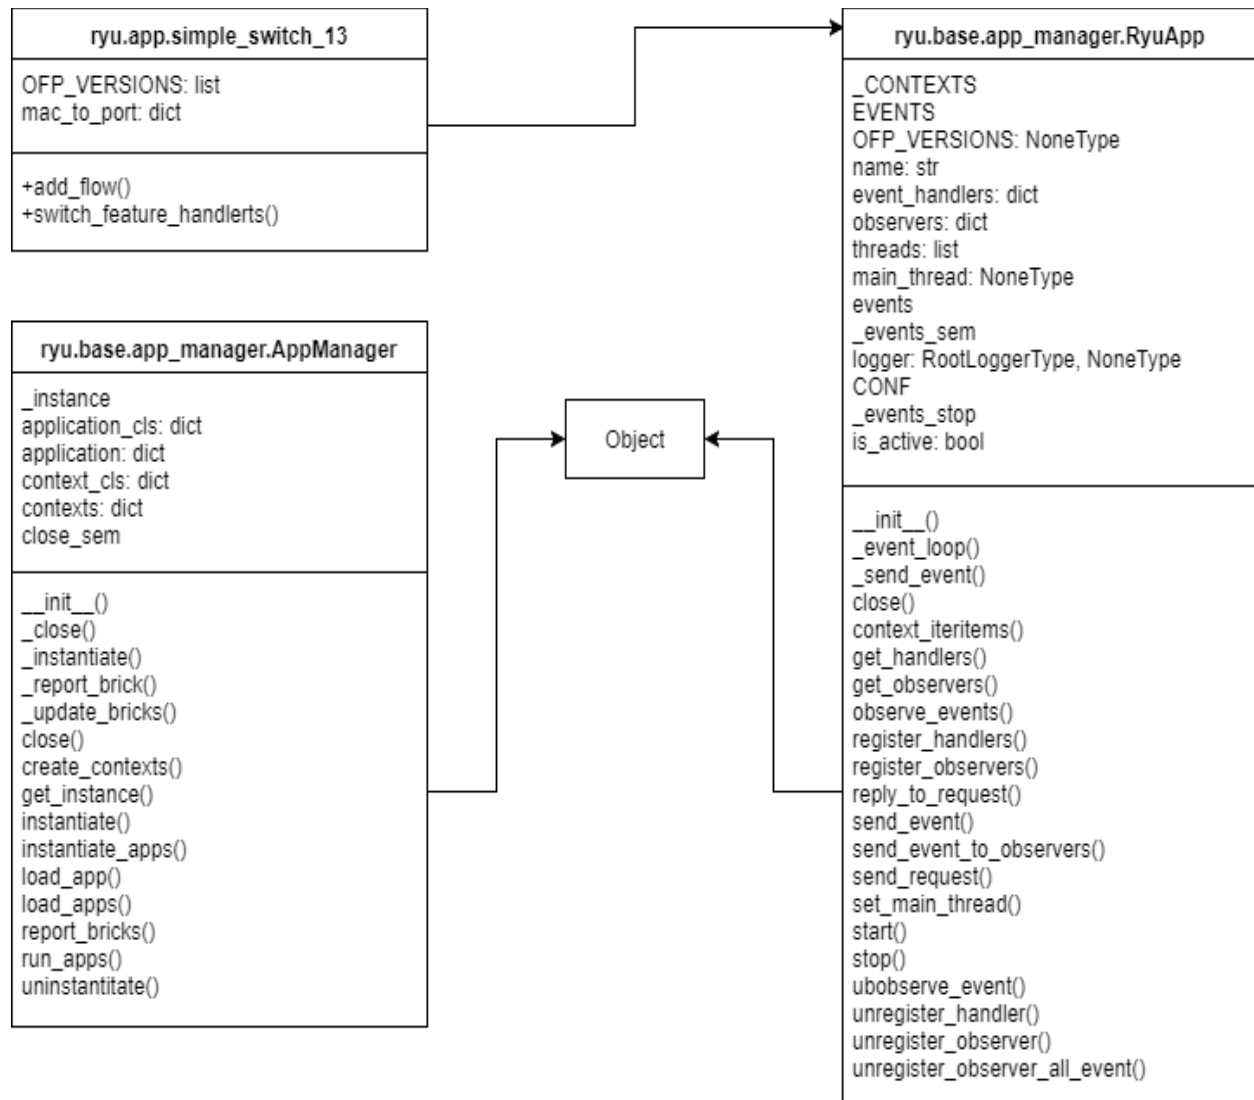 ryu.app.simple_switch_13
OFP_VERSIONS: list
mac_to_port: dict
+add_flow()
+switch_feature_handlerts()
ryu.base.app_manager.AppManager
_instance
application_cls: dict
application: dict
context_cls: dict
contexts: dict
close_sem
__init__()
_close()
_instantiate()
_report_brick()
_update_bricks()
close()
create_contexts()
get_instance()
instantiate()
instantiate_apps()
load_app()
load_apps()
report_bricks()
run_apps()
uninstantitate()
Object
ryu.base.app_manager.RyuApp
_CONTEXTS
EVENTS
OFP_VERSIONS: NoneType
name: str
event_handlers: dict
observers: dict
threads: list
main_thread: NoneType
events
_events_sem
logger: RootLoggerType, NoneType
CONF
_events_stop
is_active: bool
__init__()
_event_loop()
_send_event()
close()
context_iteritems()
get_handlers()
get_observers()
observe_events()
register_handlers()
register_observers()
reply_to_request()
send_event()
send_event_to_observers()
send_request()
set_main_thread()
start()
stop()
ubobserve_event()
unregister_handler()
unregister_observer()
unregister_observer_all_event()